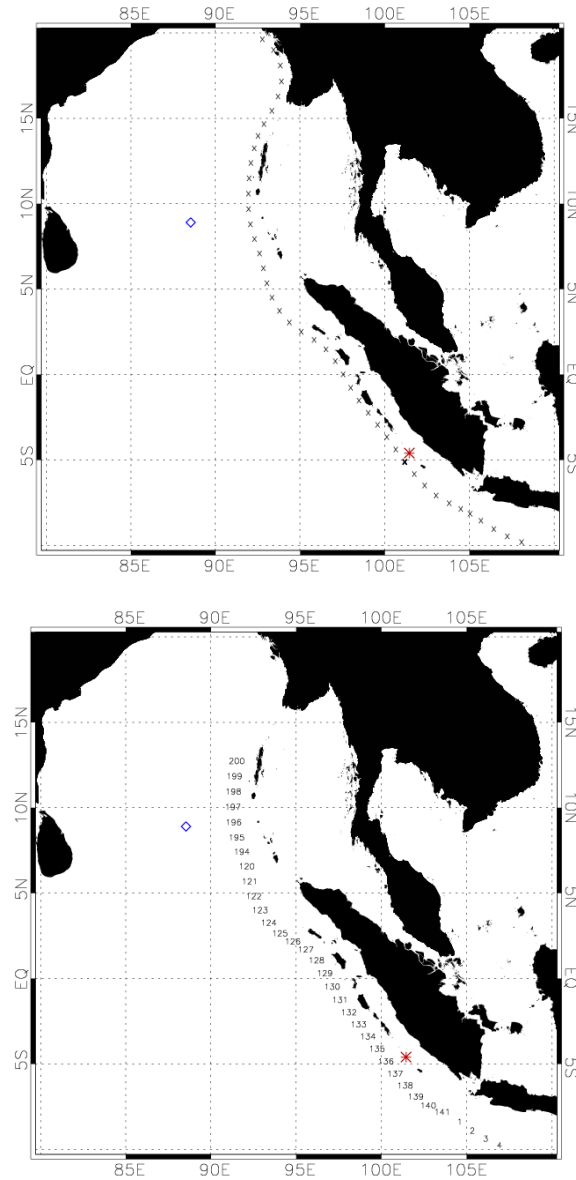 85E 90E 95E 100E 105E
15N 15N
10N 10N
5N 5N
EQ EQ
5S 5S
85E 90E 95E 100E 105E
85E 90E 95E 100E 105E
15N 15N
200
199
198
10N 197 10N
196
195
194
120
5N 121 5N
122
123
124
125
126
127
128
EQ 129 EQ
130
131
132
133
134
135
136
5S 137 5S
138
139
140
141
1
2
3
4
85E 90E 95E 100E 105E